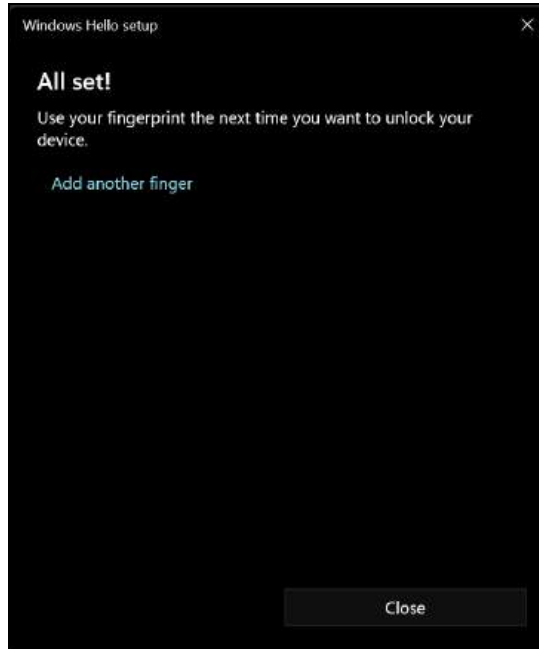 Windows Hello setup
All set!
Use your fingerprint the next time you want to unlock your
device.
Add another finger
Close